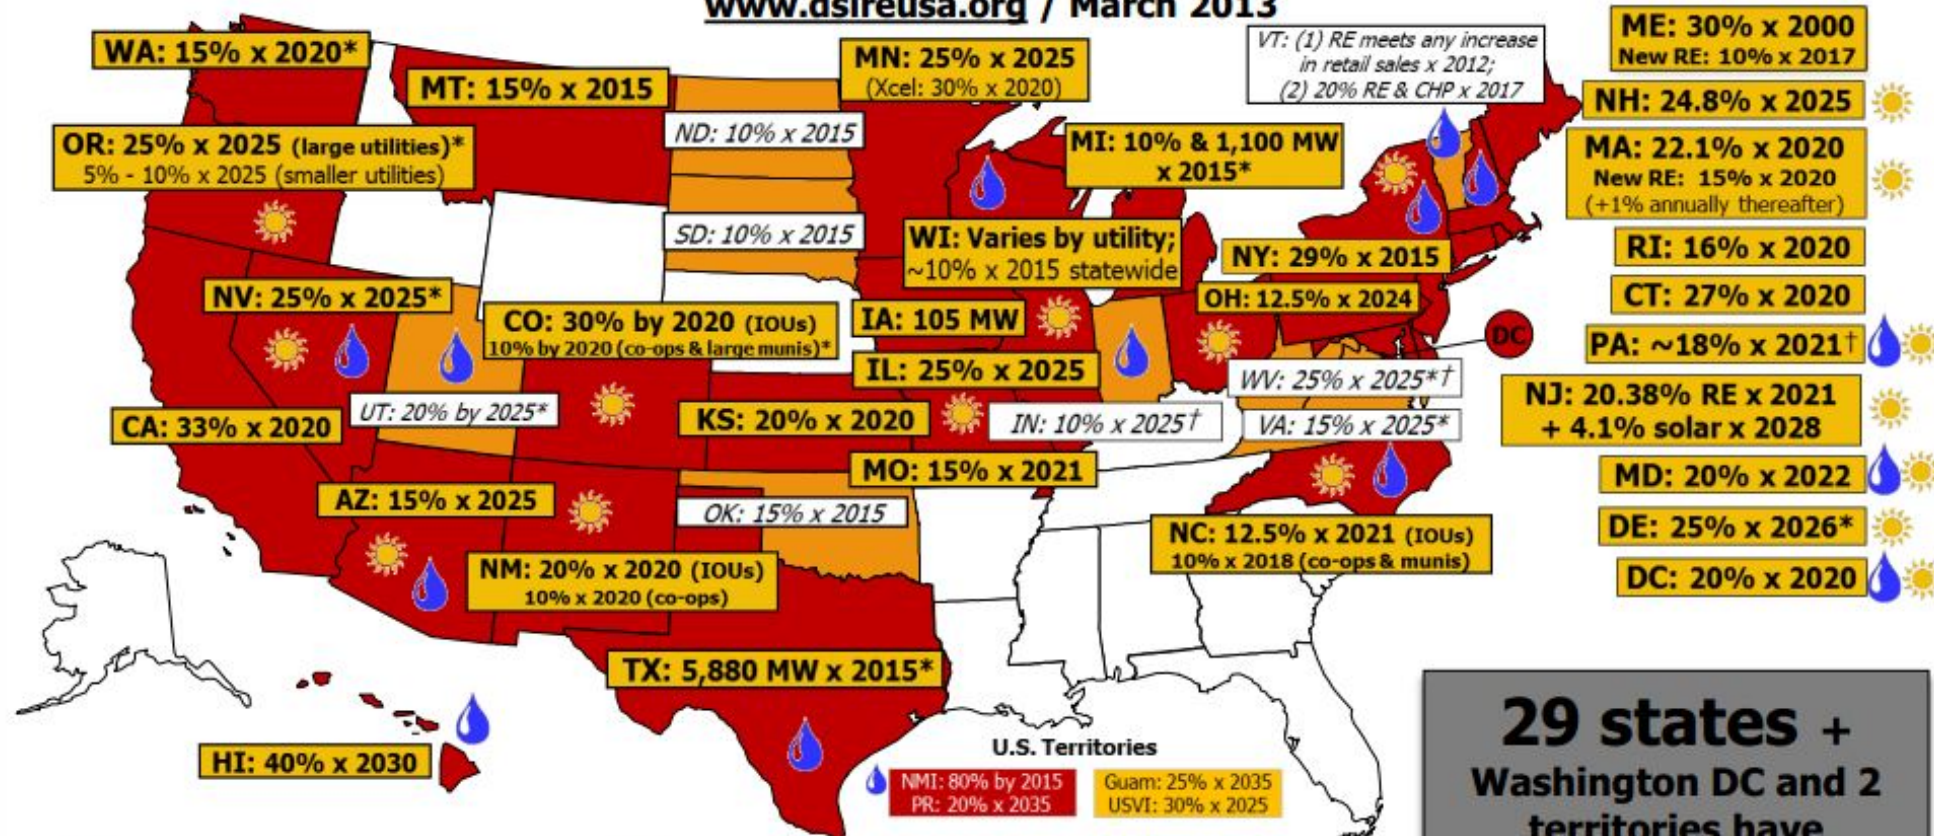 www.dsireusa.org / March 2013
WA: 15% x 2020*
MT: 15% x 2015
MN: 25% x 2025
(Xcel: 30% x 2020)
VT: (1) RE meets any increase
in retail sales x 2012;
(2) 20% RE & CHP x 2017
ME: 30% x 2000
New RE: 10% x 2017
NH: 24.8% x 2025
OR: 25% x 2025 (large utilities)*
5% - 10% x 2025 (smaller utilities)
ND: 10% x 2015
MI: 10% & 1,100 MW
x 2015*
MA: 22.1% x 2020
New RE: 15% x 2020
(+1% annually thereafter)
SD: 10% x 2015
WI: Varies by utility;
~10% x 2015 statewide
NY: 29% x 2015
RI: 16% x 2020
NV: 25% x 2025*
CO: 30% by 2020 (IOUs)
10% by 2020 (co-ops & large munis)*
IA: 105 MW
OH: 12.5% x 2024
CT: 27% x 2020
DC
PA: ~18% x 2021†
IL: 25% x 2025
WV: 25% x 2025*†
CA: 33% x 2020
UT: 20% by 2025*
KS: 20% x 2020
IN: 10% x 2025†
VA: 15% x 2025*
NJ: 20.38% RE x 2021
+ 4.1% solar x 2028
MO: 15% x 2021
MD: 20% x 2022
AZ: 15% x 2025
OK: 15% x 2015
NC: 12.5% x 2021 (IOUs)
10% x 2018 (co-ops & munis)
DE: 25% x 2026*
NM: 20% x 2020 (IOUs)
10% x 2020 (co-ops)
DC: 20% x 2020
TX: 5,880 MW x 2015*
HI: 40% x 2030
U.S. Territories
NMI: 80% by 2015
PR: 20% x 2035
Guam: 25% x 2035
USVI: 30% x 2025
29 states +
Washington DC and 2
territories have